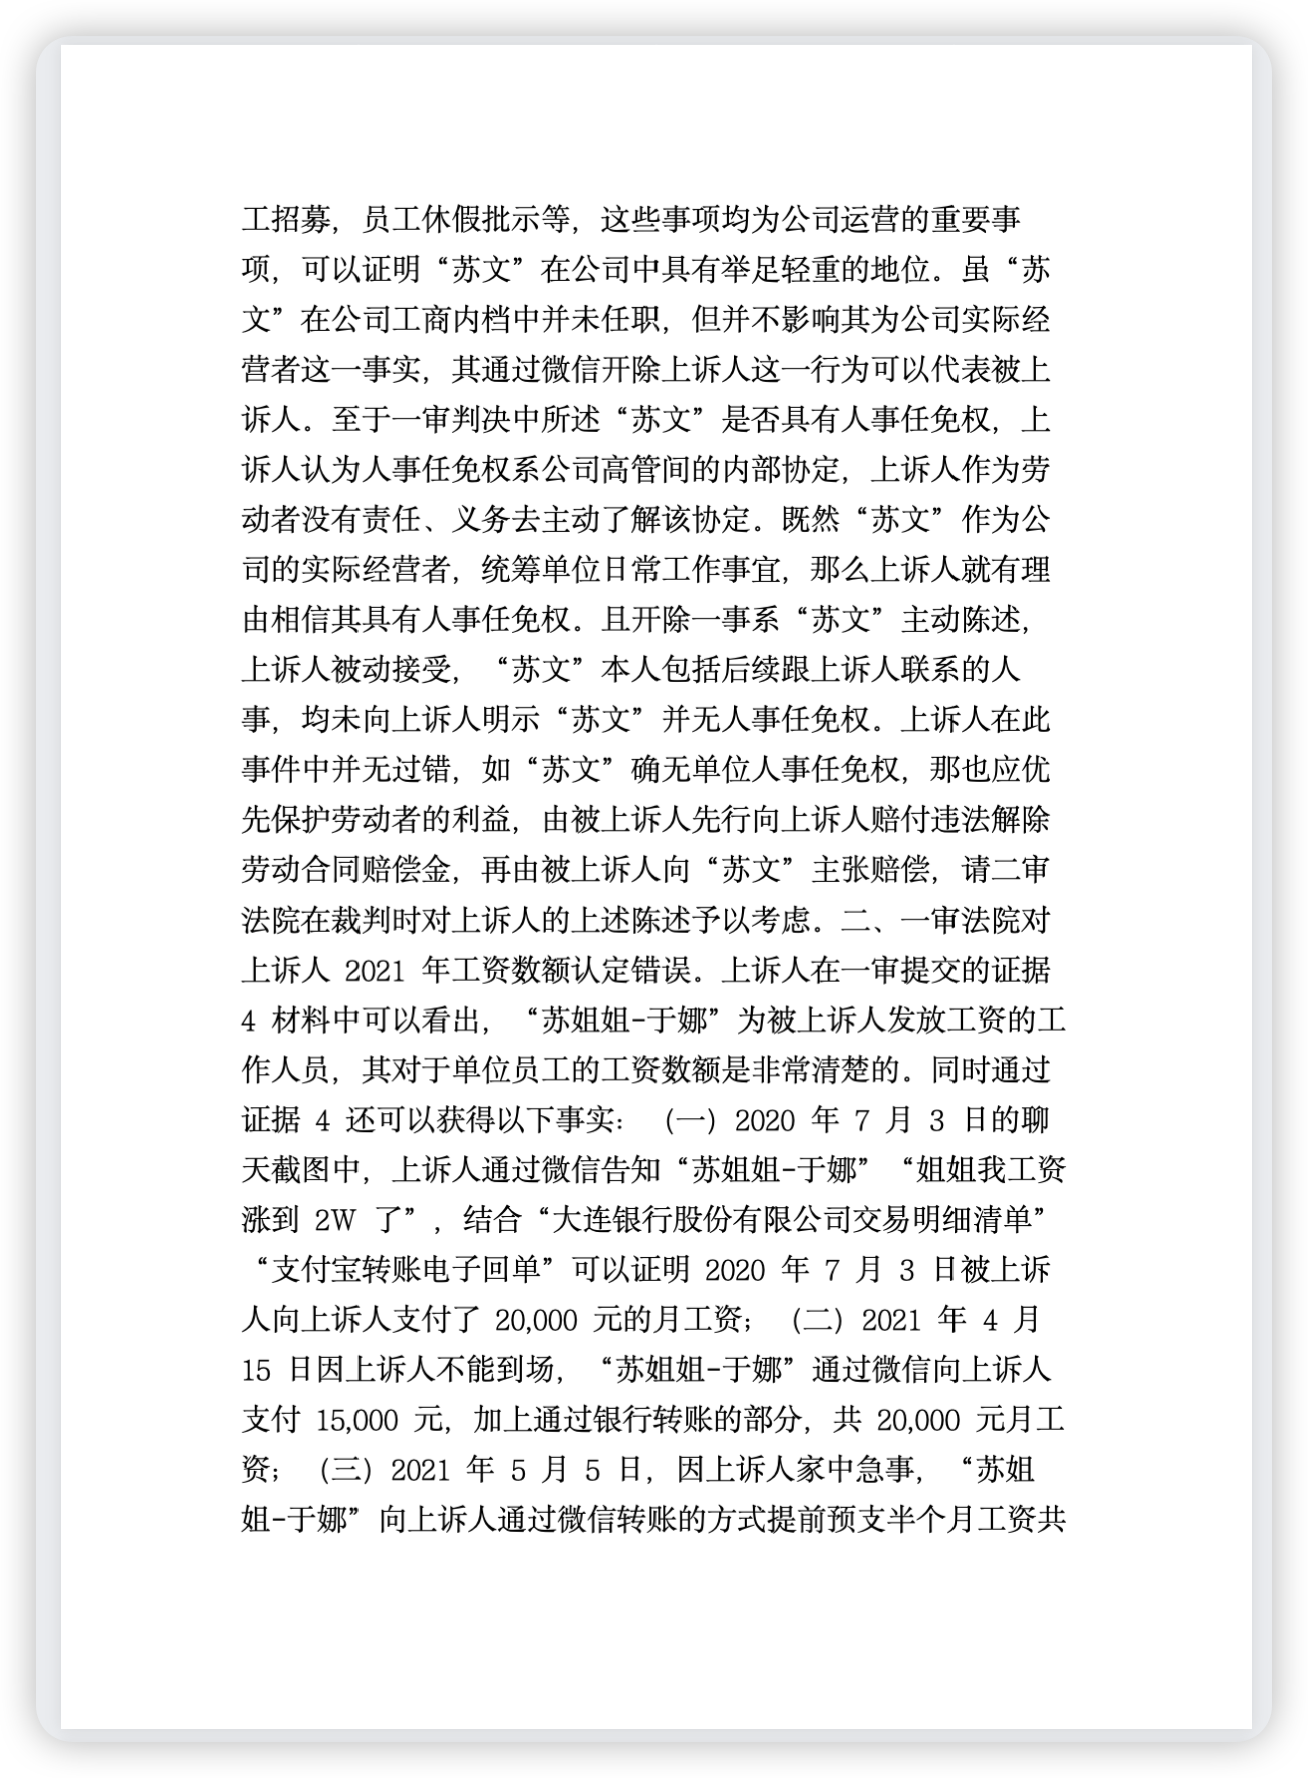 工招募，员工休假批示等，这些事项均为公司运营的重要事
项，可以证明“苏文”在公司中具有举足轻重的地位。虽“苏
文”在公司工商内档中并未任职，但并不影响其为公司实际经
营者这一事实，其通过微信开除上诉人这一行为可以代表被上
诉人。至于一审判决中所述“苏文”是否具有人事任免权，上
诉人认为人事任免权系公司高管间的内部协定，上诉人作为劳
动者没有责任、义务去主动了解该协定。既然“苏文”作为公
司的实际经营者，统筹单位日常工作事宜，那么上诉人就有理
由相信其具有人事任免权。且开除一事系“苏文”主动陈述，
上诉人被动接受，“苏文”本人包括后续跟上诉人联系的人
事，均未向上诉人明示“苏文”并无人事任免权。上诉人在此
事件中并无过错，如“苏文”确无单位人事任免权，那也应优
先保护劳动者的利益，由被上诉人先行向上诉人赔付违法解除
劳动合同赔偿金，再由被上诉人向“苏文”主张赔偿，请二审
法院在裁判时对上诉人的上述陈述予以考虑。二、一审法院对
上诉人 2021 年工资数额认定错误。上诉人在一审提交的证据
4 材料中可以看出，“苏姐姐-于娜”为被上诉人发放工资的工
作人员，其对于单位员工的工资数额是非常清楚的。同时通过
证据 4 还可以获得以下事实：（一）2020 年 7 月 3 日的聊
天截图中，上诉人通过微信告知“苏姐姐-于娜”“姐姐我工资
涨到 2W 了”，结合“大连银行股份有限公司交易明细清单”
“支付宝转账电子回单”可以证明 2020 年 7 月 3 日被上诉
人向上诉人支付了 20,000 元的月工资；（二）2021 年 4 月
15 日因上诉人不能到场，“苏姐姐-于娜”通过微信向上诉人
支付 15,000 元，加上通过银行转账的部分，共 20,000 元月工
资；（三）2021 年 5 月 5 日，因上诉人家中急事，“苏姐
姐-于娜”向上诉人通过微信转账的方式提前预支半个月工资共